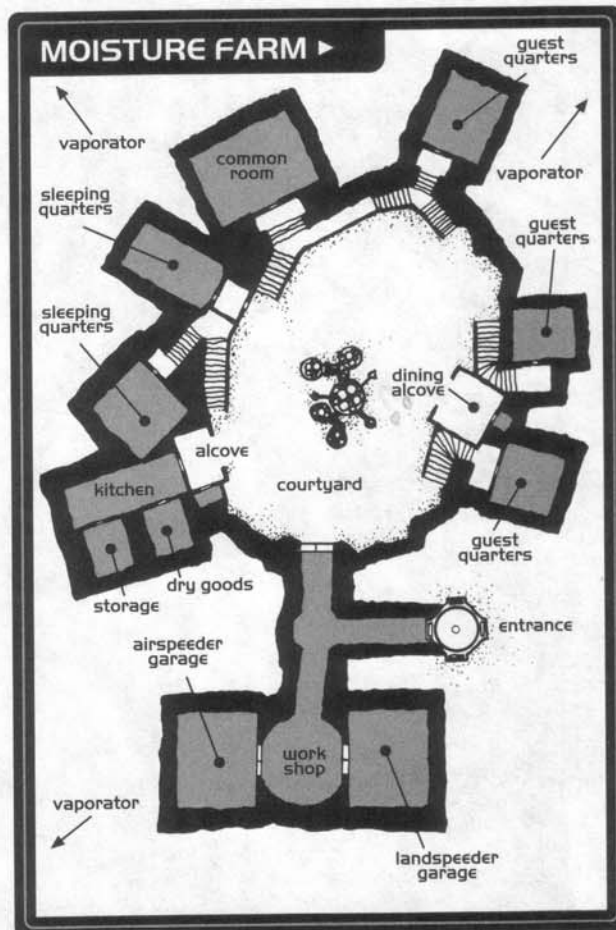 MOISTURE FARM ►
guest
quarters
vaporator
common
room
vaporator
sleeping
quarters
guest
quarters
sleeping
quarters
dining
alcove
alcove
kitchen
courtyard
guest
quarters
dry goods
storage
entrance
airspeeder
garage
work
shop
vaporator
landspeeder
garage